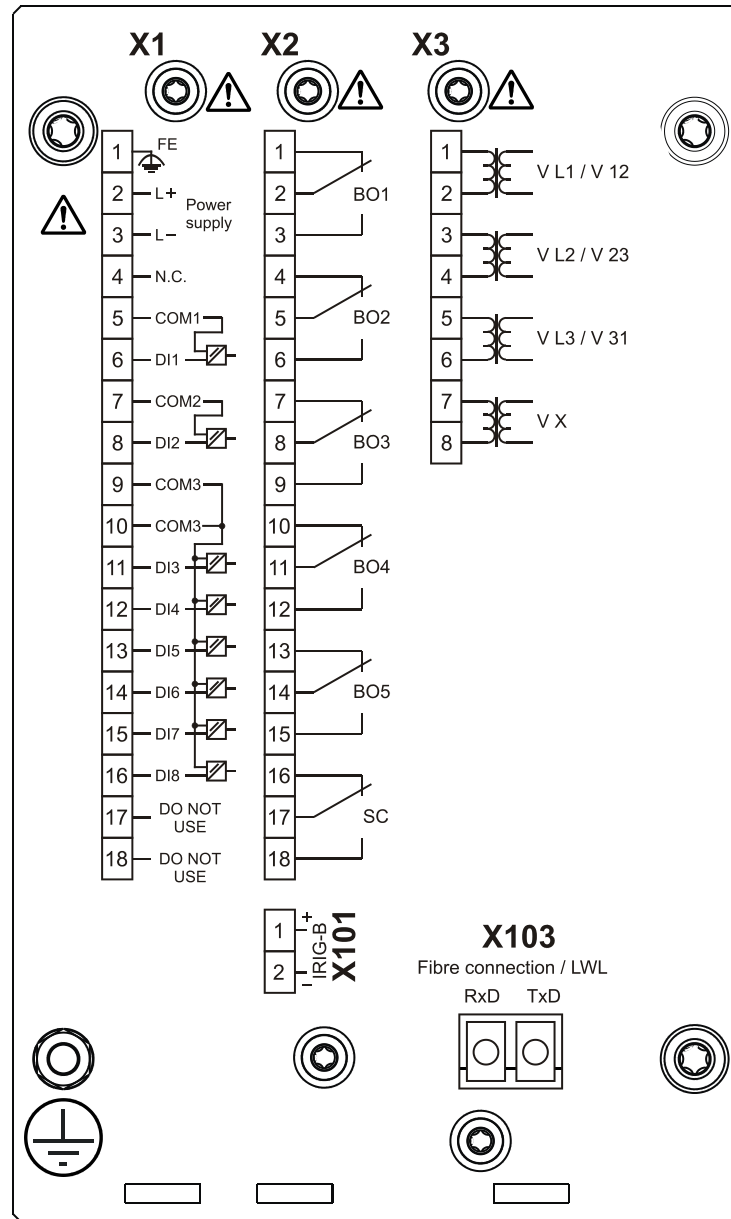 X1
X2
X3
1 FE
2 L+
Power
supply
3 L−
4 N.C.
5 COM1
6 DI1
7 COM2
8 DI2
9 COM3
10 COM3
11 DI3
12 DI4
13 DI5
14 DI6
15 DI7
16 DI8
17 DO NOT
USE
18 DO NOT
USE
1
2 BO1
3
4
5 BO2
6
7
8 BO3
9
10
11 BO4
12
13
14 BO5
15
16
17 SC
18
1
V L1 / V 12
2
3
V L2 / V 23
4
5
V L3 / V 31
6
7
V X
8
1 +
2 −
IRIG-B
X101
X103
Fibre connection / LWL
RxD TxD